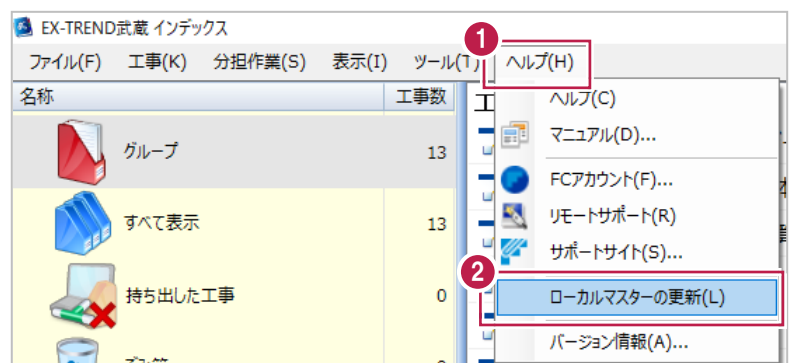 EX-TREND武蔵 インデックス
ファイル(F) 工事(K) 分担作業(S) 表示(I) ツール(T) ヘルプ(H)
1
名称 工事数
グループ 13
すべて表示 13
持ち出した工事 0
ヘルプ(C)
マニュアル(D)...
FCアカウント(F)...
リモートサポート(R)
サポートサイト(S)...
2
ローカルマスターの更新(L)
バージョン情報(A)...